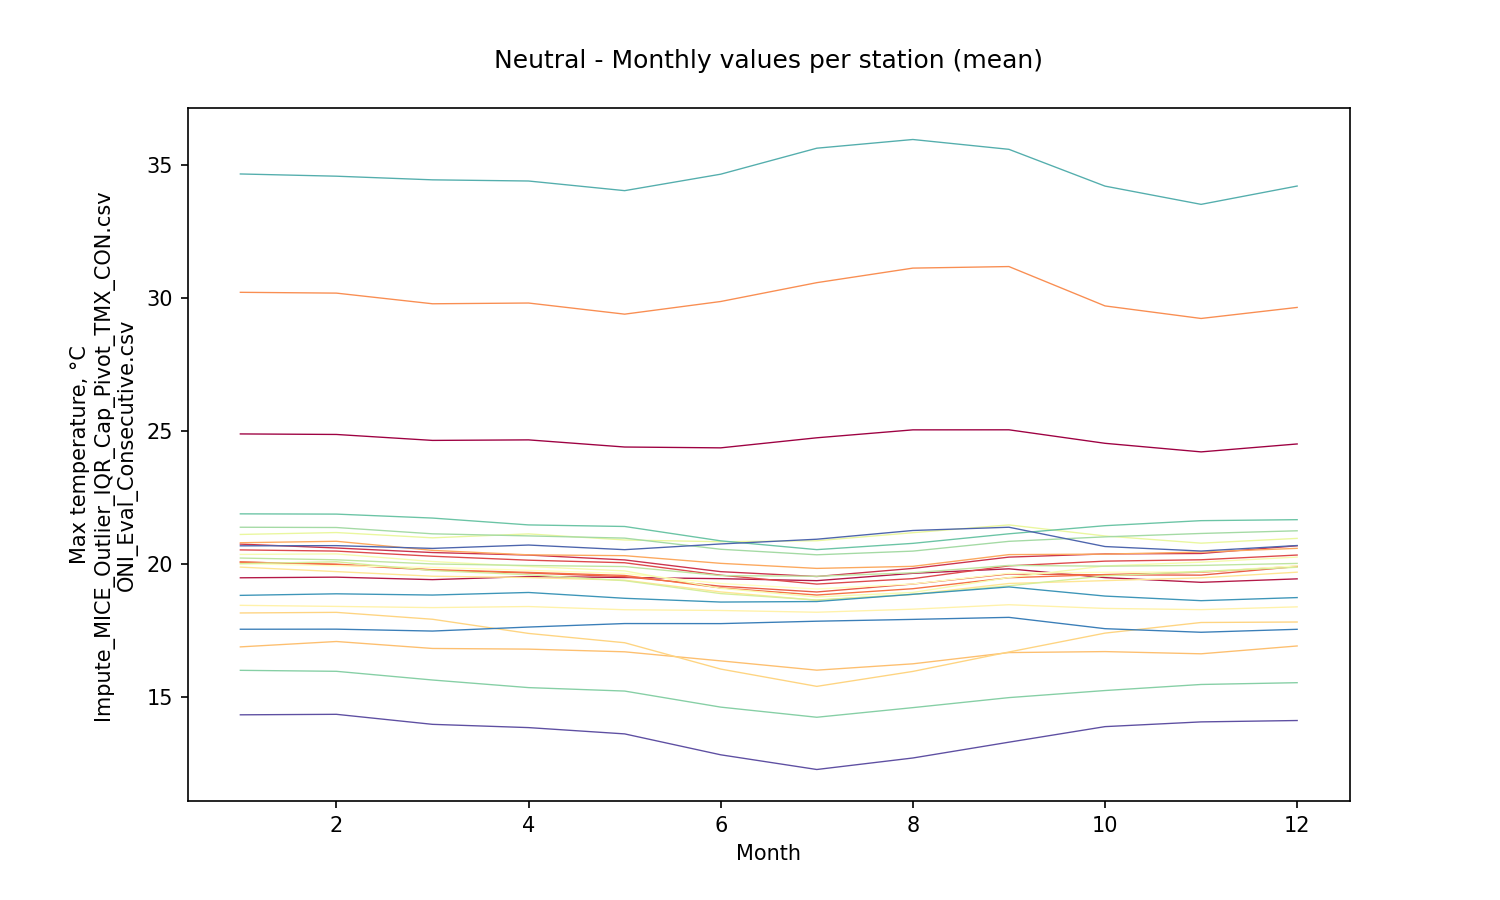 Neutral - Monthly values per station (mean)
Max temperature, °C
Impute_MICE_Outlier_IQR_Cap_Pivot_TMX_CON.csv
ONI_Eval_Consecutive.csv
35
30
25
20
15
2 4 6 8 10 12
Month